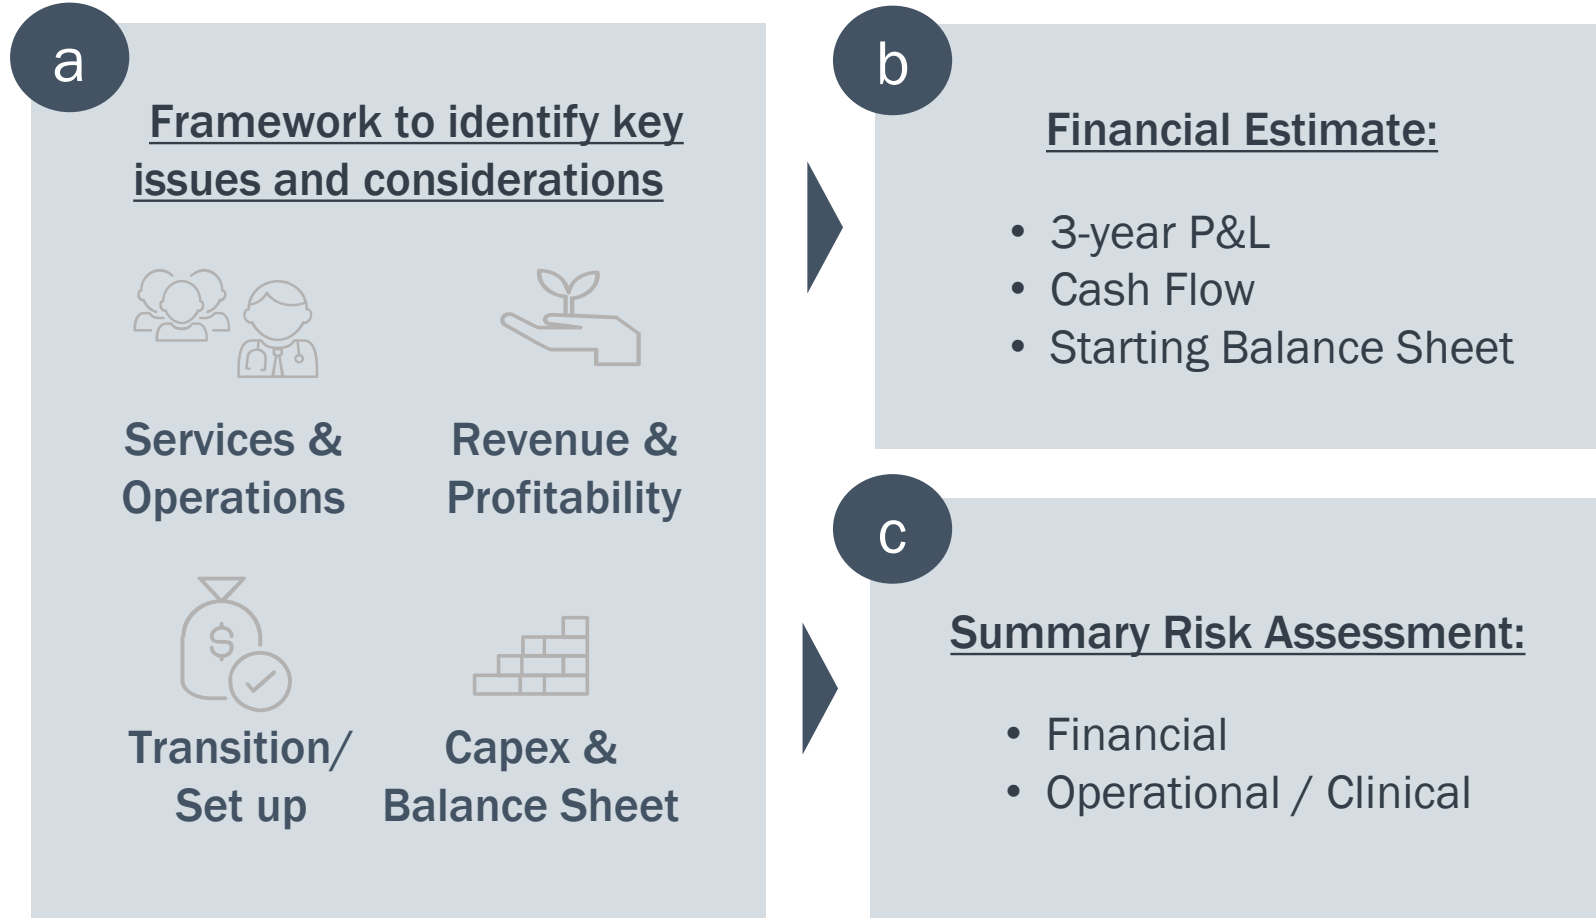 a
Framework to identify key
issues and considerations
Services &
Operations
Revenue &
Profitability
$
Transition/
Set up
Capex &
Balance Sheet
b
Financial Estimate:
• 3-year P&L
• Cash Flow
• Starting Balance Sheet
c
Summary Risk Assessment:
• Financial
• Operational / Clinical